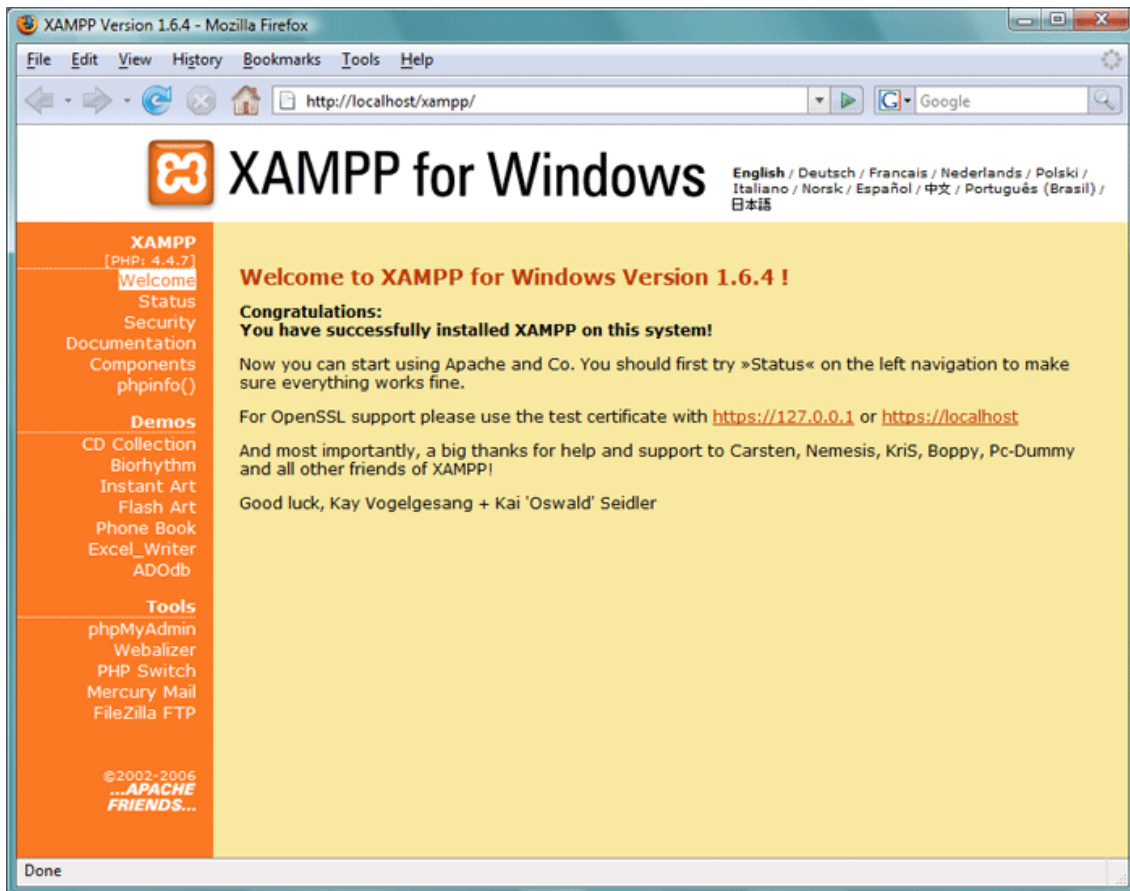 XAMPP Version 1.6.4 - Mozilla Firefox
File Edit View History Bookmarks Tools Help
http://localhost/xampp/
G Google
XAMPP for Windows
English / Deutsch / Francais / Nederlands / Polski /
Italiano / Norsk / Español / 中文 / Português (Brasil) /
日本語
XAMPP
[PHP: 4.4.7]
Welcome
Status
Security
Documentation
Components
phpinfo()
Demos
CD Collection
Biorhythm
Instant Art
Flash Art
Phone Book
Excel_Writer
ADOdb
Tools
phpMyAdmin
Webalizer
PHP Switch
Mercury Mail
FileZilla FTP
©2002-2006
...APACHE
FRIENDS...
Welcome to XAMPP for Windows Version 1.6.4 !
Congratulations:
You have successfully installed XAMPP on this system!
Now you can start using Apache and Co. You should first try »Status« on the left navigation to make
sure everything works fine.
For OpenSSL support please use the test certificate with https://127.0.0.1 or https://localhost
And most importantly, a big thanks for help and support to Carsten, Nemesis, KriS, Boppy, Pc-Dummy
and all other friends of XAMPP!
Good luck, Kay Vogelgesang + Kai 'Oswald' Seidler
Done